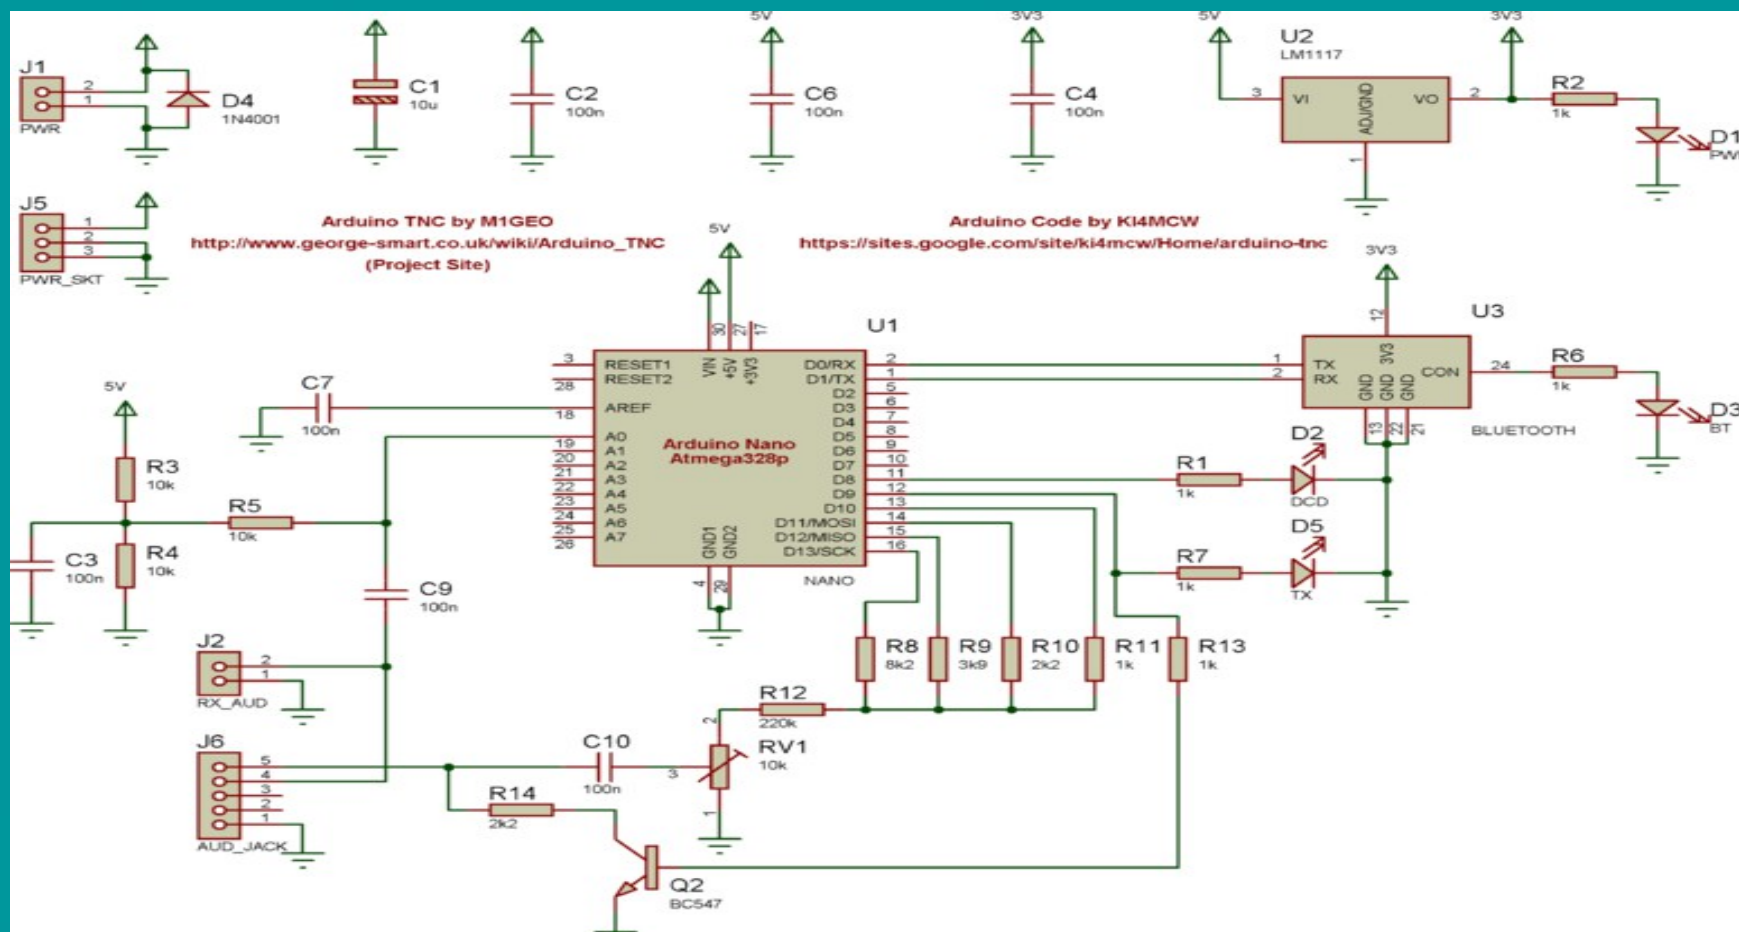 5V
3V3
5V
3V3
J1
2
1
PWR
D4
1N4001
C1
10u
C2
100n
C6
100n
C4
100n
U2
LM1117
3
VI
ADJ/GND
VO
2
1
R2
1k
D1
J5
1
2
3
PWR_SKT
Arduino TNC by M1GEO
http://www.george-smart.co.uk/wiki/Arduino_TNC
(Project Site)
Arduino Code by KI4MCW
https://sites.google.com/site/ki4mcw/Home/arduino-tnc
5V
30
27
17
VIN
+5V
+3V3
U1
3
RESET1
28
RESET2
18
AREF
19
A0
20
A1
21
A2
22
A3
23
A4
24
A5
25
A6
26
A7
Arduino Nano
Atmega328p
D0/RX
2
D1/TX
1
D2
5
D3
6
D4
7
D5
8
D6
9
D7
10
D8
11
D9
12
D10
13
D11/MOSI
14
D12/MISO
15
D13/SCK
16
GND1
GND2
4
29
NANO
3V3
12
U3
1
TX
2
RX
3V3
GND
GND
GND
CON
24
13
22
21
BLUETOOTH
R6
1k
D3
BT
5V
C7
100n
R3
10k
R5
10k
C3
100n
R4
10k
C9
100n
R1
1k
D2
DCD
R7
1k
D5
TX
R8
8k2
R9
3k9
R10
2k2
R11
1k
R13
1k
J2
2
1
RX_AUD
R12
220k
2
RV1
10k
3
1
C10
100n
J6
5
4
3
2
1
AUD_JACK
R14
2k2
Q2
BC547